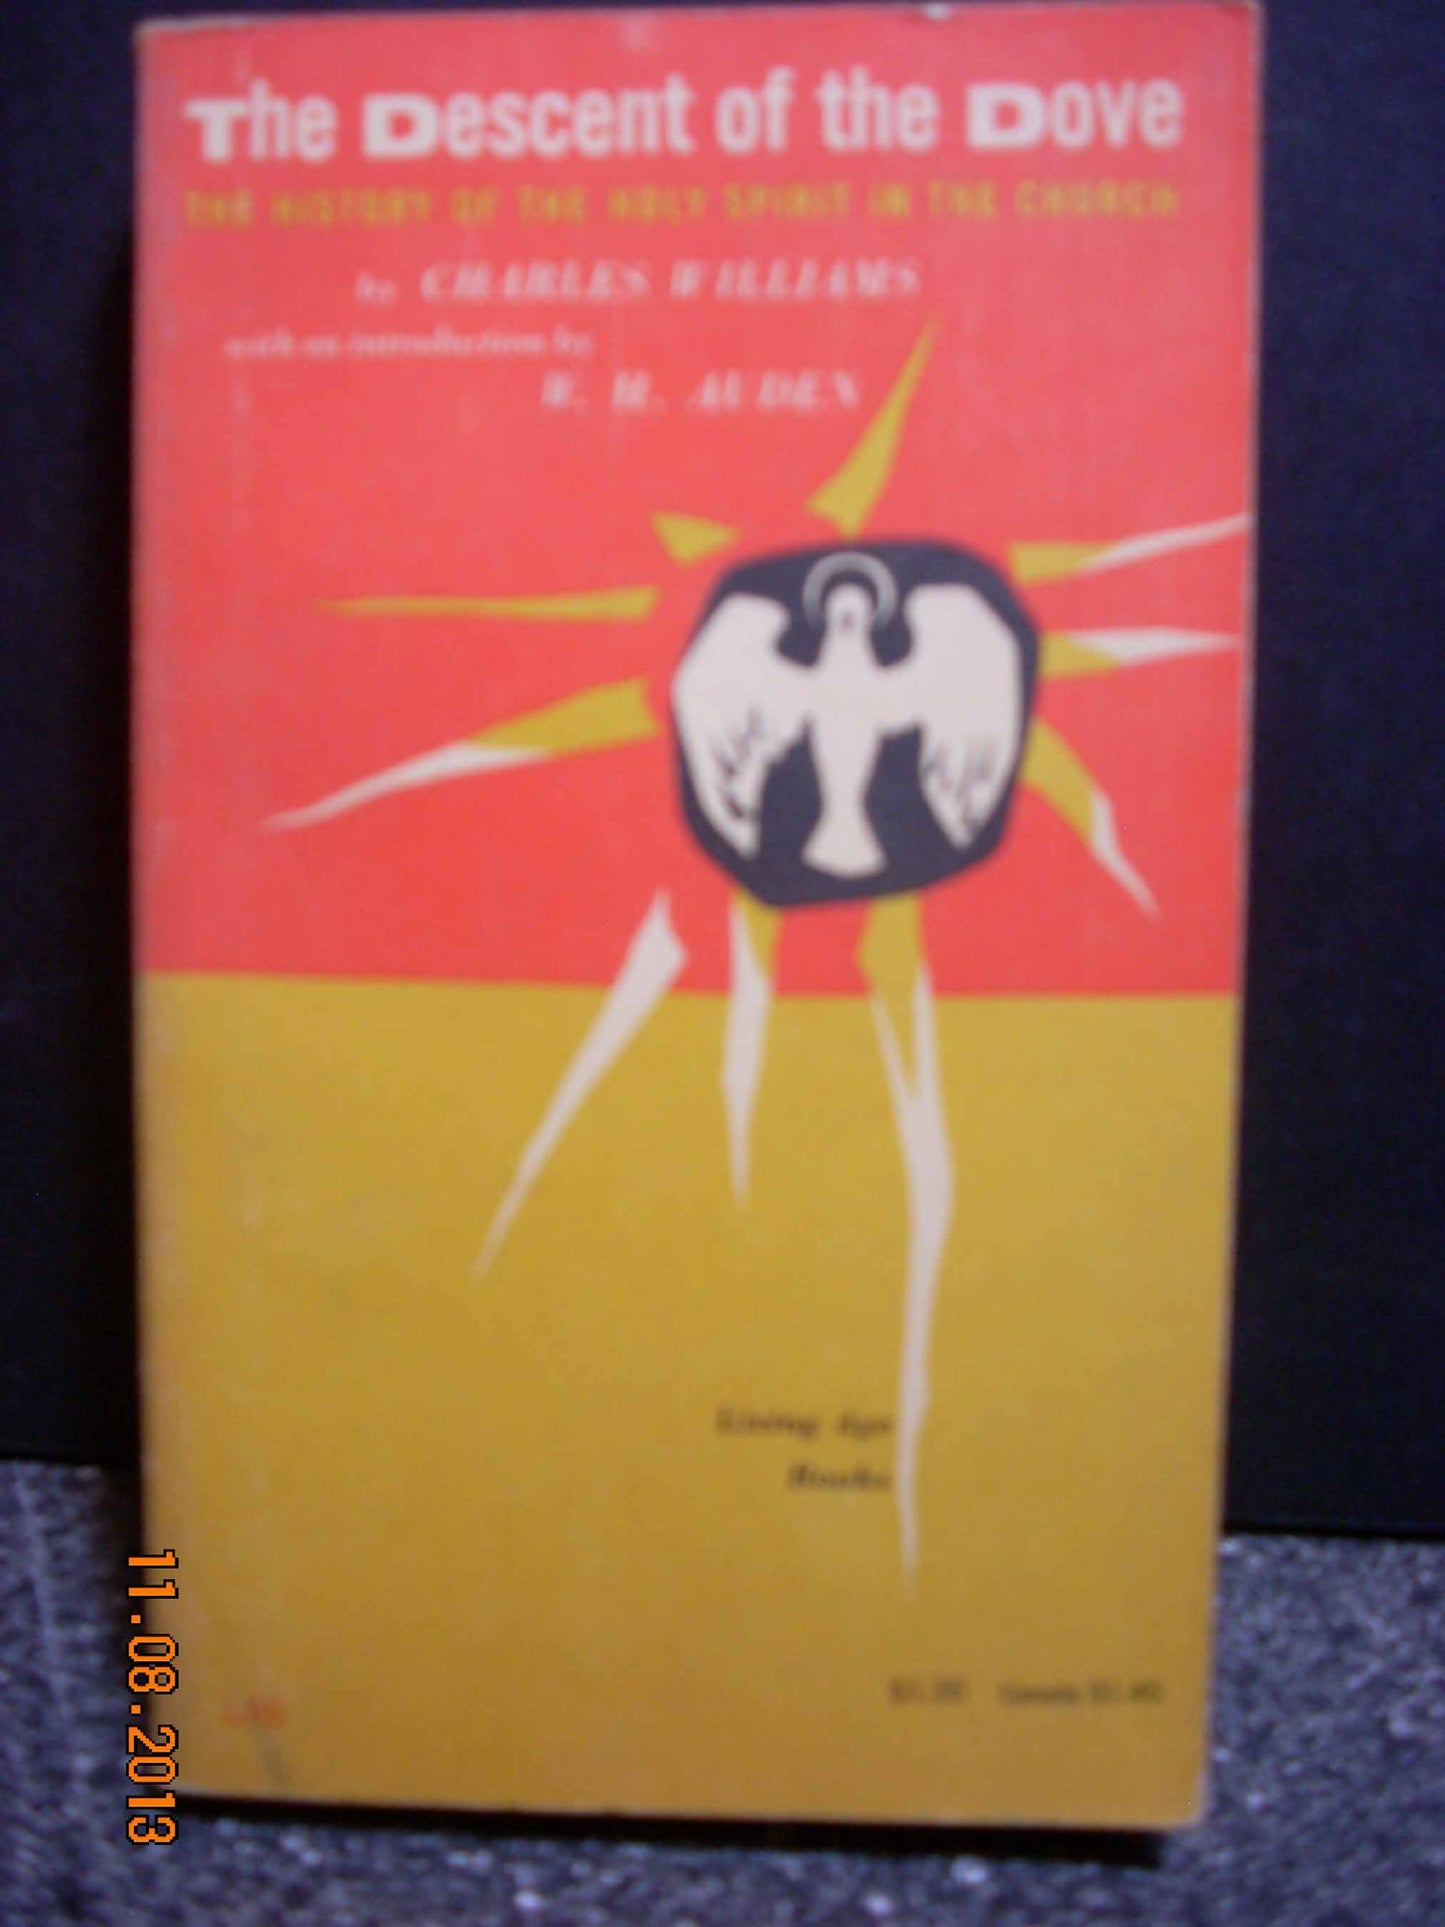 The Descent of the Dove
THE HISTORY OF THE HOLY SPIRIT IN THE CHURCH
by CHARLES WILLIAMS
with an introduction by
W. H. AUDEN
Living Age
Books
Canada
11.08.2013